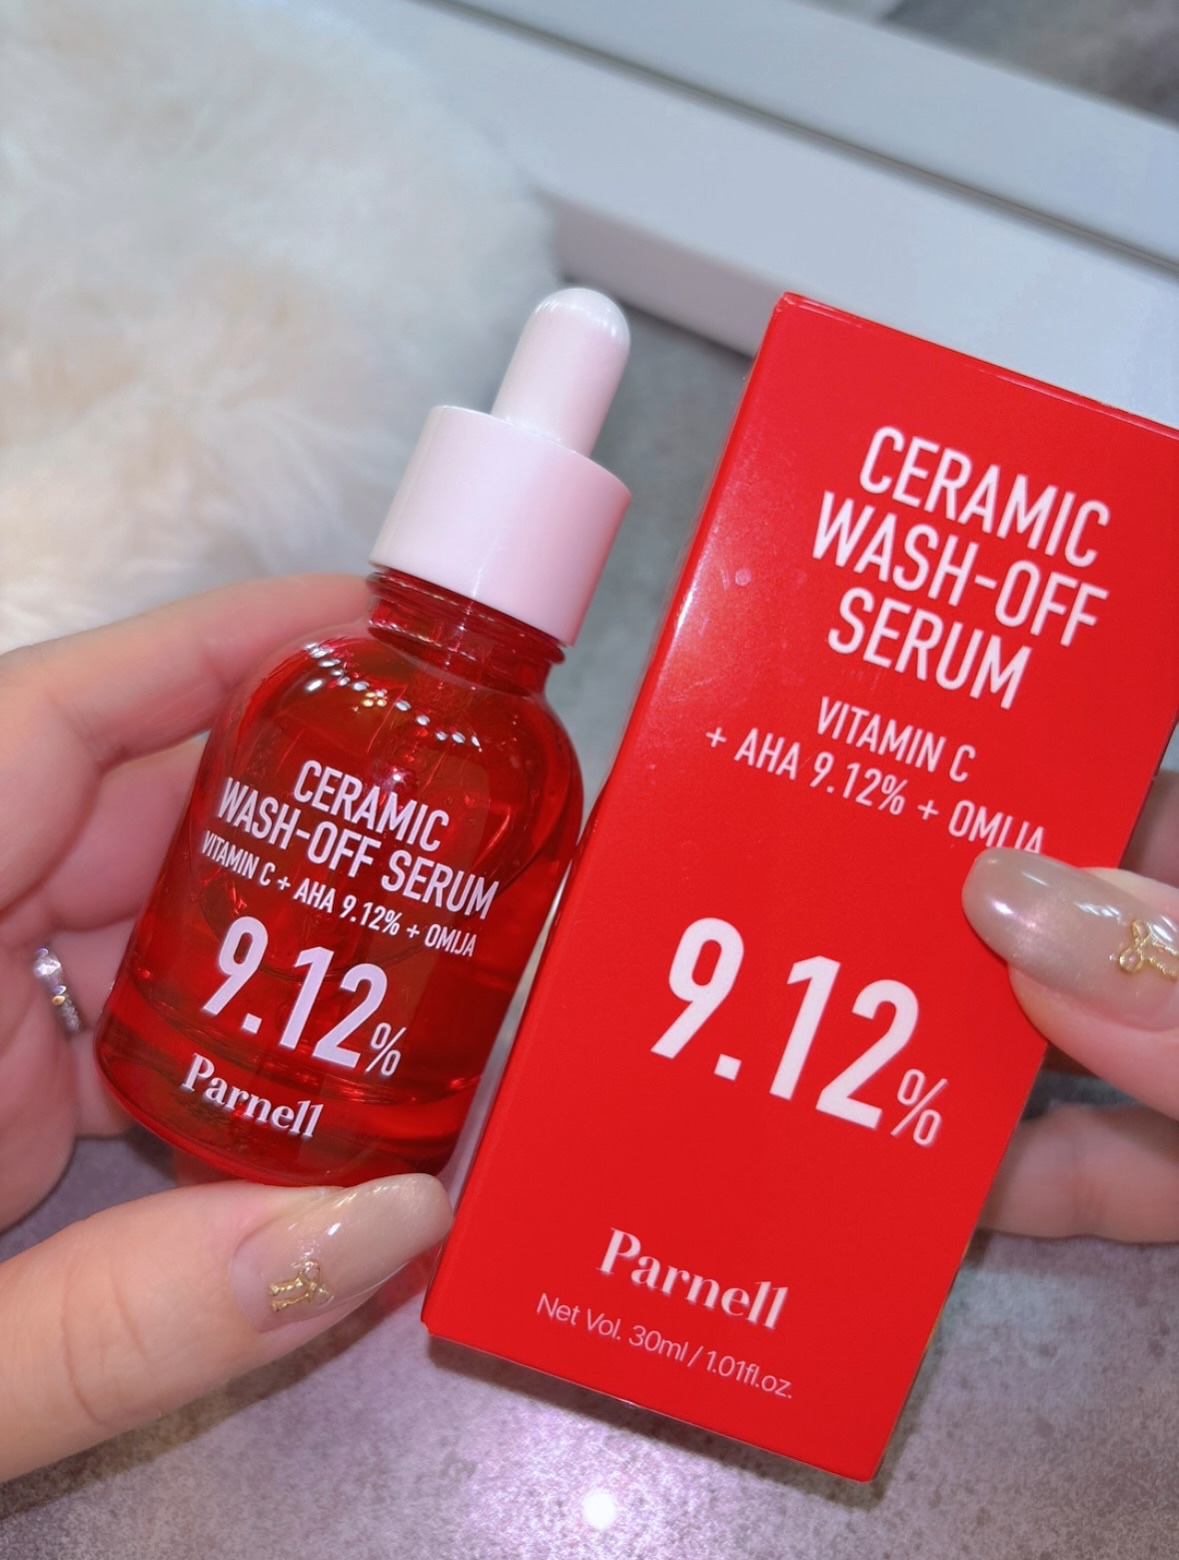 CERAMIC
WASH-OFF SERUM
VITAMIN C + AHA 9.12% + OMIJA
9.12%
Parnell
CERAMIC
WASH-OFF
SERUM
VITAMIN C
+ AHA 9.12% + OMIJA
9.12%
Parnell
Net Vol. 30ml / 1.01fl.oz.